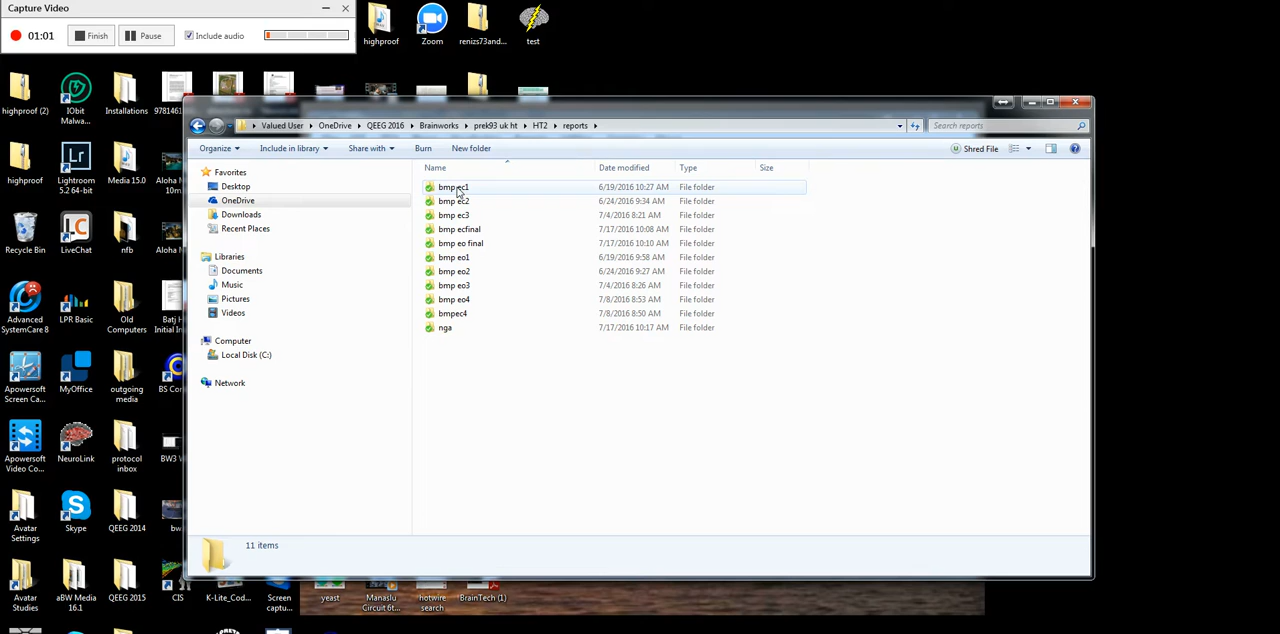 Capture Video
01:01 Finish Pause Include audio
highproof Zoom renizs73and... test
highproof (2) IObit Malwa... Installations 9781461
Lightroom 5.2 64-bit Media 15.0 Aloha N
Recycle Bin LiveChat nfb Aloha N
Advanced SystemCare 8 LPR Basic Old Computers Batj H Initial In
Apowersoft Screen Ca... MyOffice outgoing media BS Con
Apowersoft Video Co... NeuroLink protocol inbox BW3 V
Avatar Settings Skype QEEG 2014 bw
Avatar Studies aBW Media 16.1 QEEG 2015 CIS K-Lite_Cod... Screen captu... yeast Manaslu Circuit 6t... hotwire search BrainTech (1)
Valued User OneDrive QEEG 2016 Brainworks prek93 uk ht HT2 reports Search reports
Organize Include in library Share with Burn New folder Shred File
Favorites
Desktop
OneDrive
Downloads
Recent Places
Libraries
Documents
Music
Pictures
Videos
Computer
Local Disk (C:)
Network
Name Date modified Type Size
bmp ec1 6/19/2016 10:27 AM File folder
bmp ec2 6/24/2016 9:34 AM File folder
bmp ec3 7/4/2016 8:21 AM File folder
bmp ecfinal 7/17/2016 10:08 AM File folder
bmp eo final 7/17/2016 10:10 AM File folder
bmp eo1 6/19/2016 9:58 AM File folder
bmp eo2 6/24/2016 9:27 AM File folder
bmp eo3 7/4/2016 8:26 AM File folder
bmp eo4 7/8/2016 8:53 AM File folder
bmpec4 7/8/2016 8:50 AM File folder
nga 7/17/2016 10:17 AM File folder
11 items